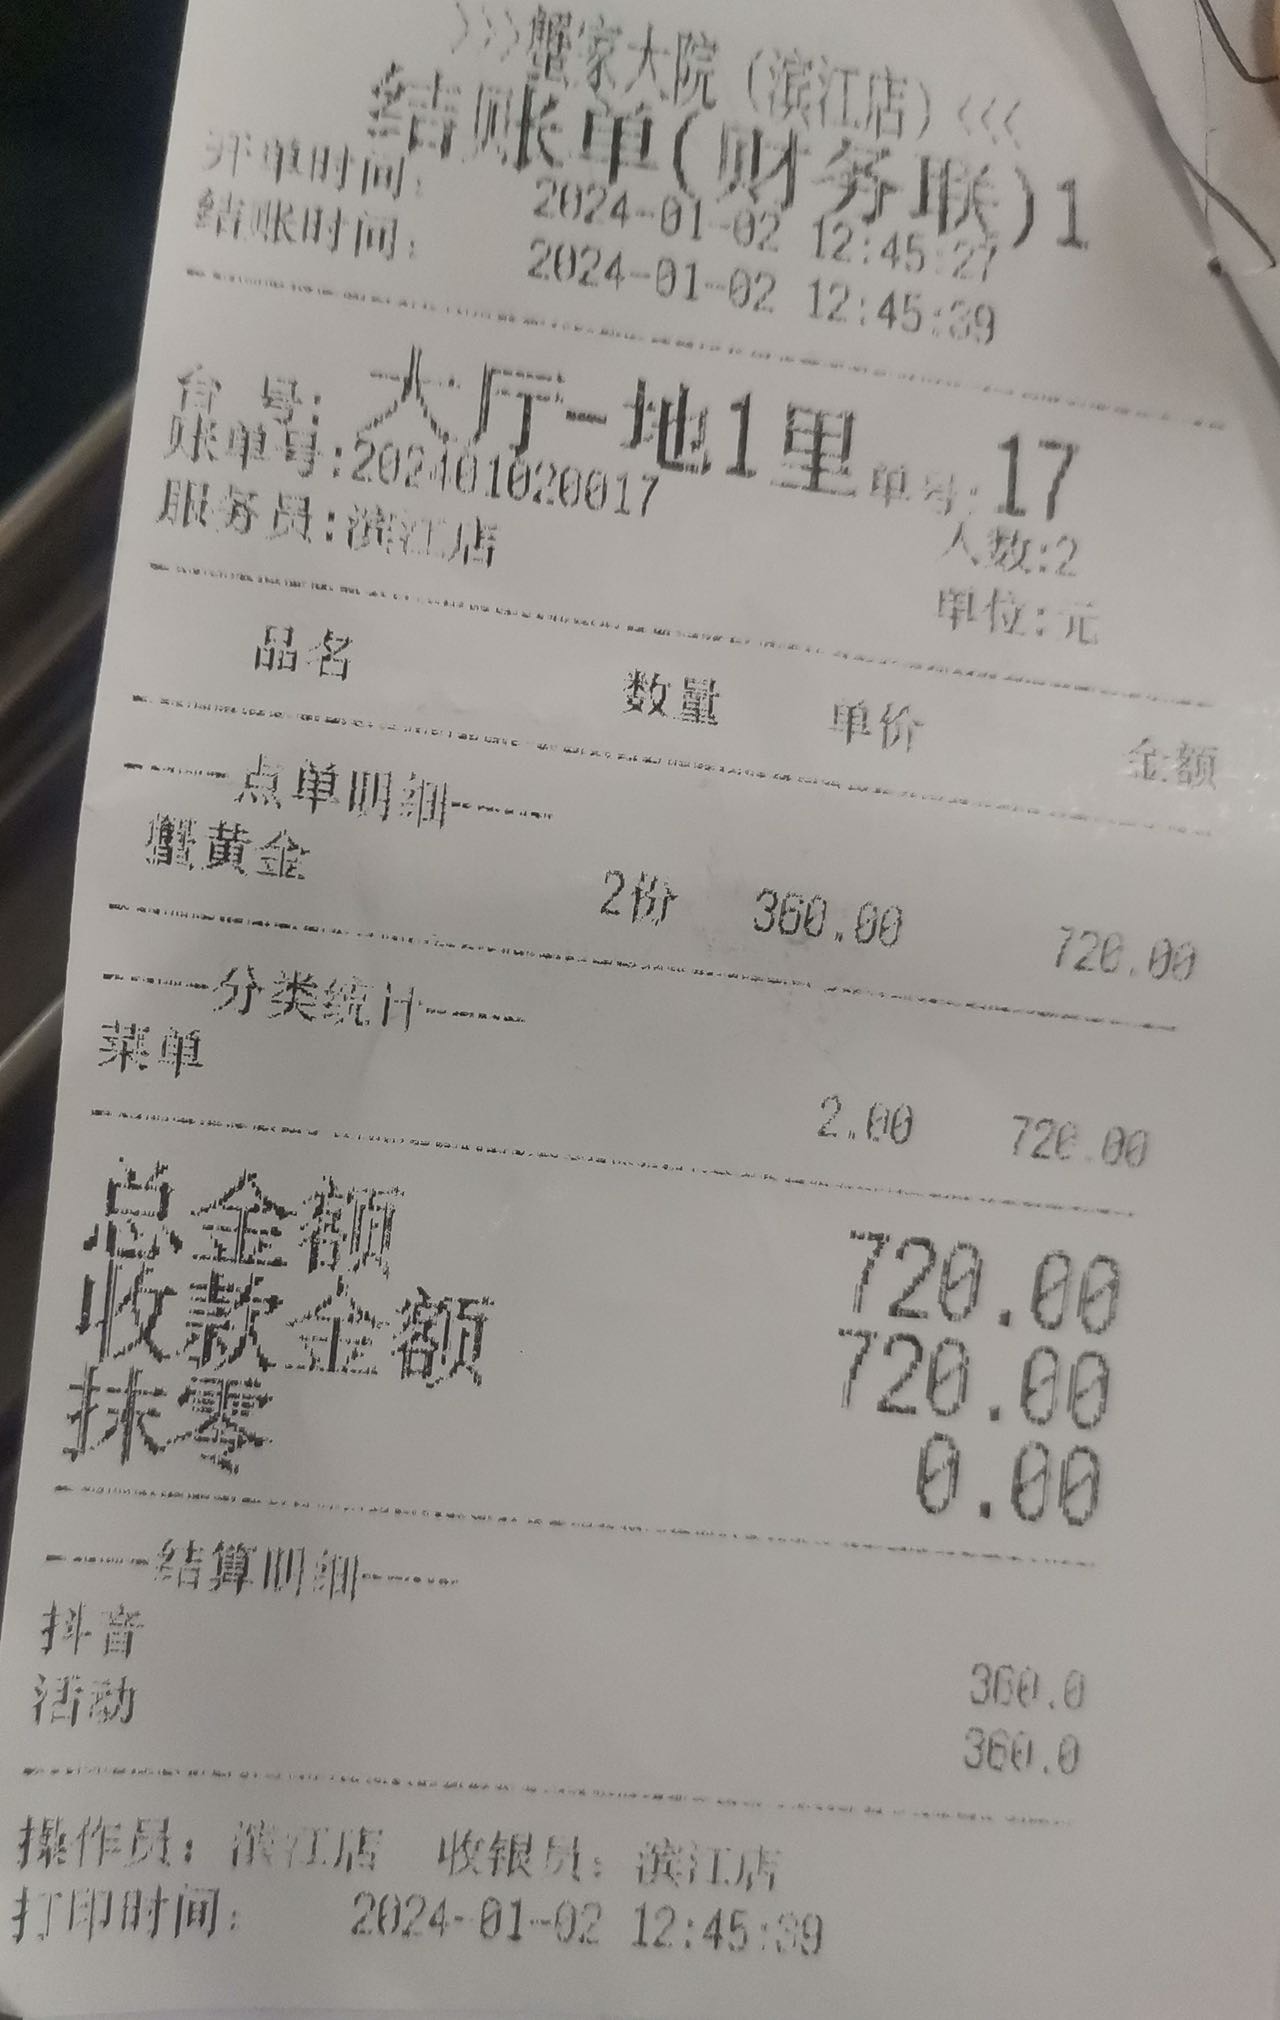 >>>蟹家大院（滨江店）<<<
结账单(财务联)1
开单时间: 2024-01-02 12:45:27
结账时间: 2024-01-02 12:45:39
台 号: 大厅-地1里 单号: 17
账单号:202401020017 人数:2
服务员:滨江店 单位:元
品名 数量 单价 金额
------点单明细------
蟹黄金 2份 360.00 720.00
------分类统计------
菜单 2.00 720.00
总金额 720.00
收款金额 720.00
抹零 0.00
------结算明细------
抖音 360.0
活动 360.0
操作员: 滨江店 收银员: 滨江店
打印时间: 2024-01-02 12:45:39